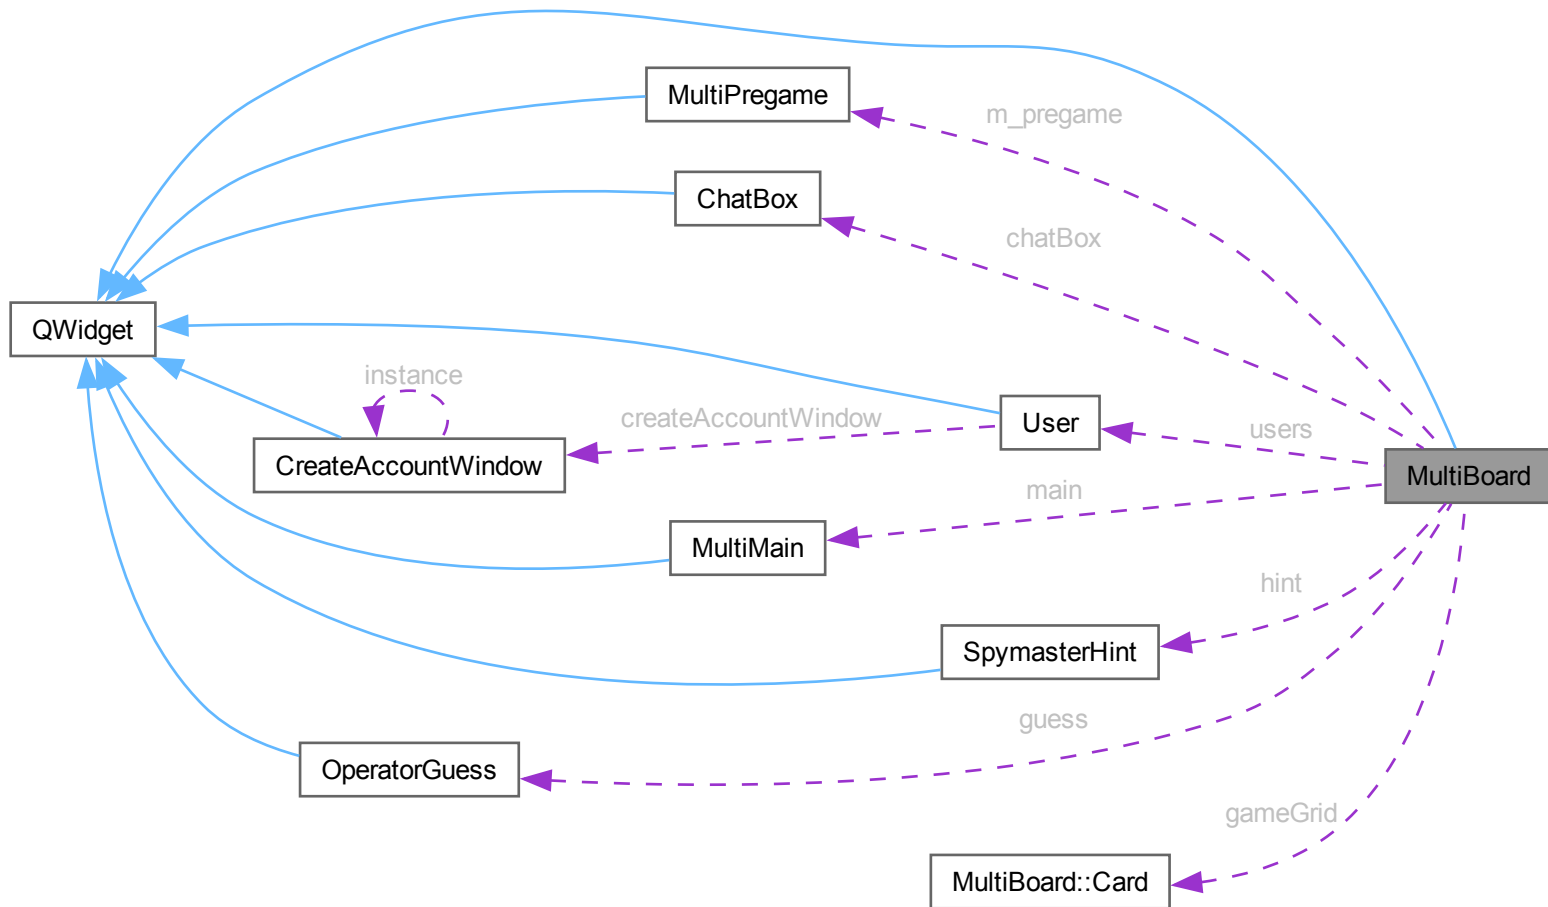 MultiPregame
m_pregame
ChatBox
chatBox
QWidget
instance
createAccountWindow
User
users
CreateAccountWindow
MultiBoard
main
MultiMain
hint
SpymasterHint
guess
OperatorGuess
gameGrid
MultiBoard::Card